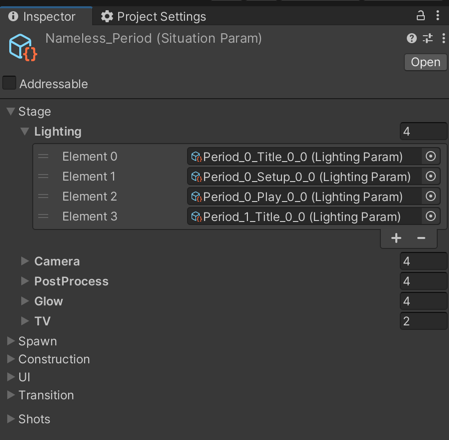 Inspector Project Settings
Nameless_Period (Situation Param)
Open
Addressable
Stage
Lighting 4
Element 0 Period_0_Title_0_0 (Lighting Param)
Element 1 Period_0_Setup_0_0 (Lighting Param)
Element 2 Period_0_Play_0_0 (Lighting Param)
Element 3 Period_1_Title_0_0 (Lighting Param)
+ −
Camera 4
PostProcess 4
Glow 4
TV 2
Spawn
Construction
UI
Transition
Shots